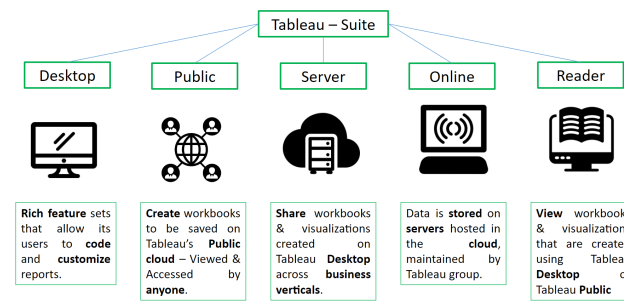 Tableau – Suite
Desktop
Public
Server
Online
Reader
Rich feature sets
that allow its
users to code
and customize
reports.
Create workbooks
to be saved on
Tableau's Public
cloud – Viewed &
Accessed by
anyone.
Share workbooks
& visualizations
created on
Tableau Desktop
across business
verticals.
Data is stored on
servers hosted in
the cloud,
maintained by
Tableau group.
View workbook
& visualization
that are create
using Tableau
Desktop o
Tableau Public